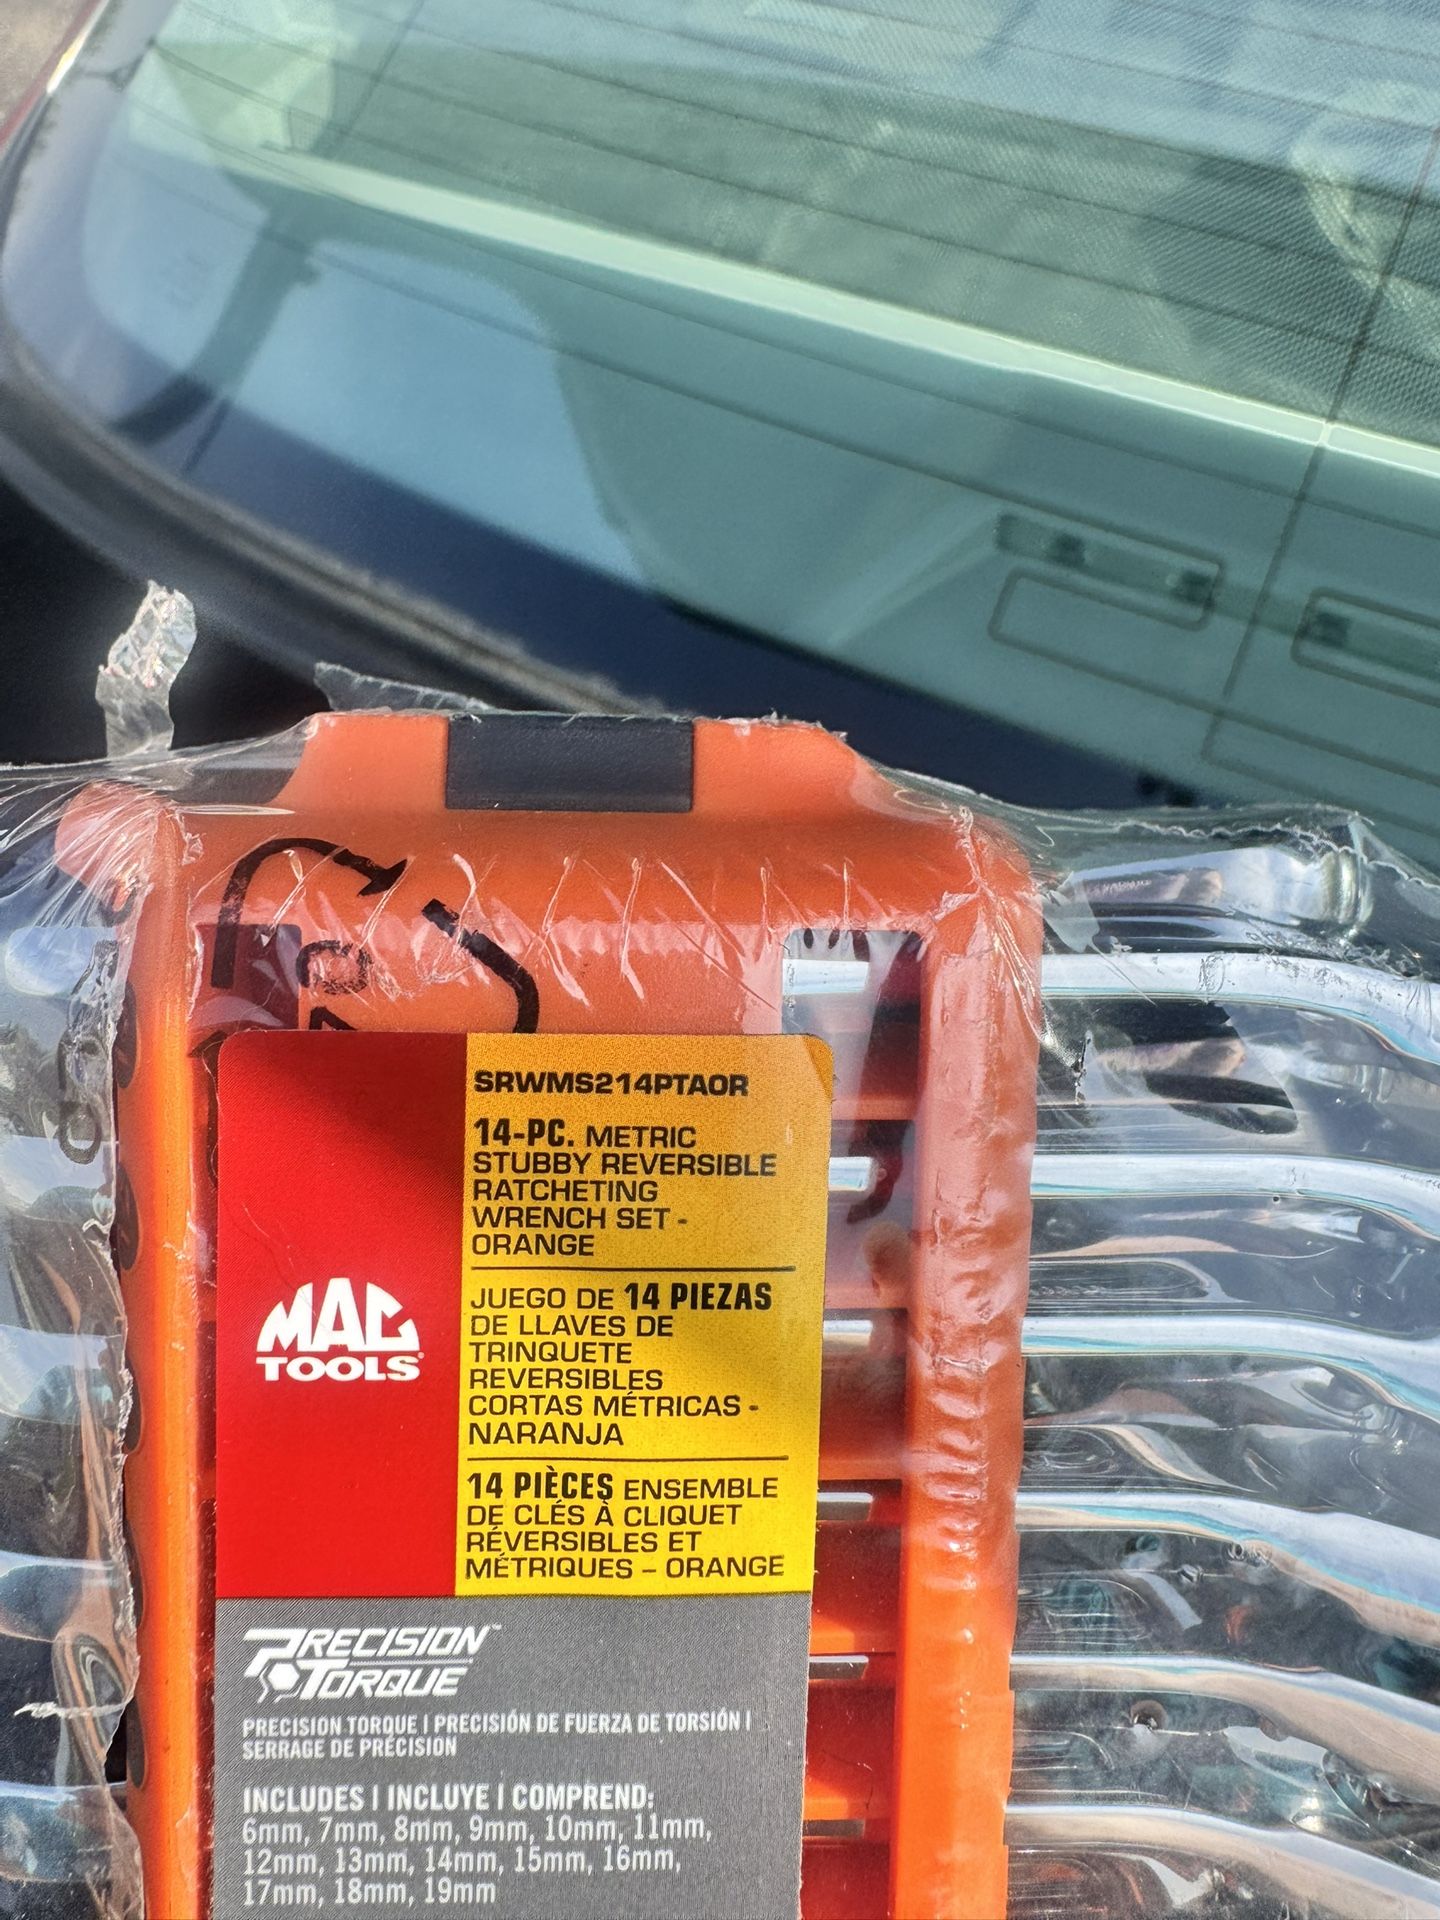 SRWMS214PTAOR
14-PC. METRIC
STUBBY REVERSIBLE
RATCHETING
WRENCH SET -
ORANGE
JUEGO DE 14 PIEZAS
DE LLAVES DE
TRINQUETE
REVERSIBLES
CORTAS MÉTRICAS -
NARANJA
14 PIÈCES ENSEMBLE
DE CLÉS À CLIQUET
RÉVERSIBLES ET
MÉTRIQUES – ORANGE
MAC
TOOLS®
PRECISION™
TORQUE
PRECISION TORQUE | PRECISIÓN DE FUERZA DE TORSIÓN |
SERRAGE DE PRÉCISION
INCLUDES | INCLUYE | COMPREND:
6mm, 7mm, 8mm, 9mm, 10mm, 11mm,
12mm, 13mm, 14mm, 15mm, 16mm,
17mm, 18mm, 19mm